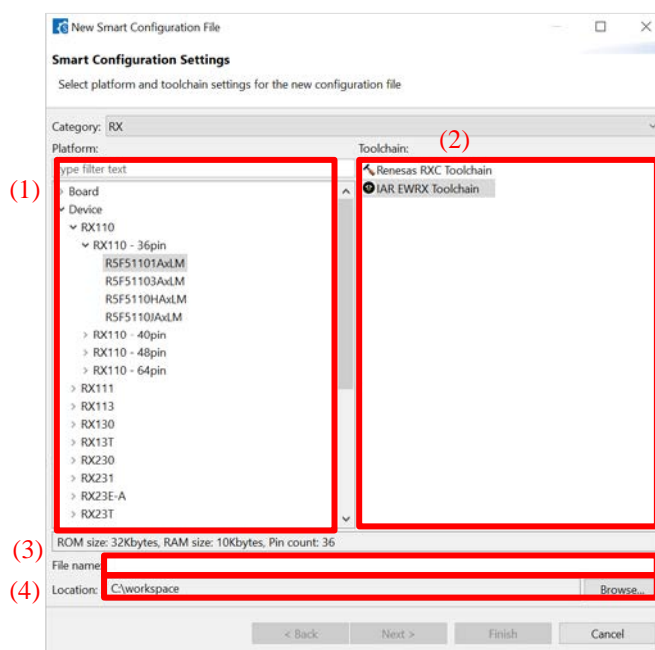 New Smart Configuration File
Smart Configuration Settings
Select platform and toolchain settings for the new configuration file
Category: RX
Platform:
Toolchain:
(2)
(1)
type filter text
Board
Device
RX110
RX110 - 36pin
R5F51101AxLM
R5F51103AxLM
R5F5110HAxLM
R5F5110JAxLM
RX110 - 40pin
RX110 - 48pin
RX110 - 64pin
RX111
RX113
RX130
RX13T
RX230
RX231
RX23E-A
RX23T
Renesas RXC Toolchain
IAR EWRX Toolchain
ROM size: 32Kbytes, RAM size: 10Kbytes, Pin count: 36
(3)
File name:
(4)
Location: C:\workspace Browse...
< Back Next > Finish Cancel